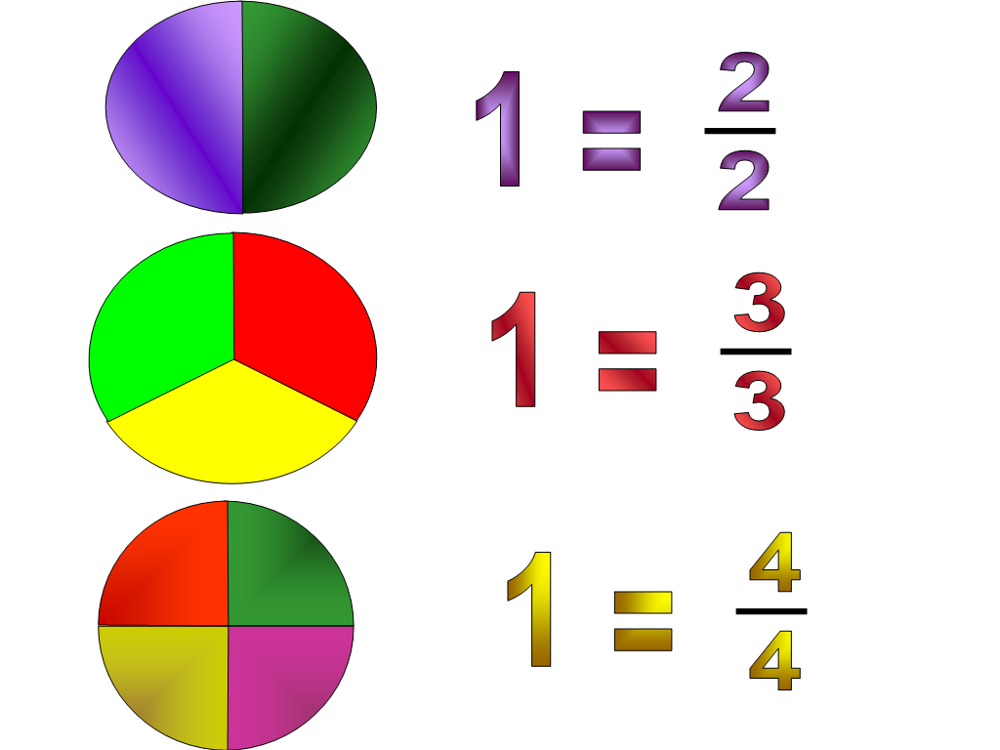 1 = 2/2
1 = 3/3
1 = 4/4